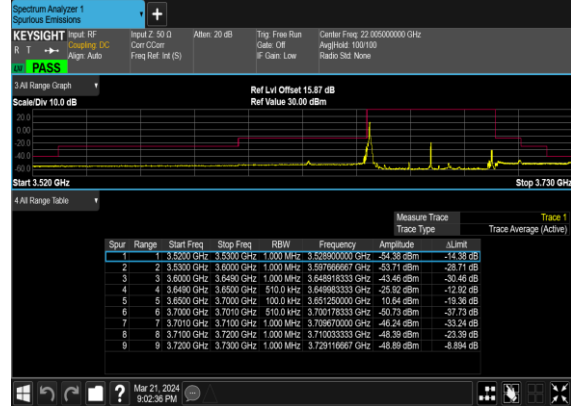 Spectrum Analyzer 1
Spurious Emissions
+
KEYSIGHT Input: RF Input Z: 50 Ω Atten: 20 dB Trig: Free Run Center Freq: 22.005000000 GHz
R T Coupling: DC Corr CCorr Gate: Off Avg|Hold: 100/100
Align: Auto Freq Ref: Int (S) IF Gain: Low Radio Std: None
PASS
3 All Range Graph
Ref Lvl Offset 15.87 dB
Scale/Div 10.0 dB Ref Value 30.00 dBm
20.0
0.00
-20.0
-40.0
-60.0
Start 3.520 GHz Stop 3.730 GHz
4 All Range Table
Measure Trace Trace 1
Trace Type Trace Average (Active)
Spur Range Start Freq Stop Freq RBW Frequency Amplitude ΔLimit
1 1 3.5200 GHz 3.5300 GHz 1.000 MHz 3.528900000 GHz -54.38 dBm -14.38 dB
2 2 3.5300 GHz 3.6000 GHz 1.000 MHz 3.597666667 GHz -53.71 dBm -28.71 dB
3 3 3.6000 GHz 3.6490 GHz 1.000 MHz 3.648918333 GHz -43.46 dBm -30.46 dB
4 4 3.6490 GHz 3.6500 GHz 510.0 kHz 3.649983333 GHz -25.92 dBm -12.92 dB
5 5 3.6500 GHz 3.7000 GHz 100.0 kHz 3.651250000 GHz 10.64 dBm -19.36 dB
6 6 3.7000 GHz 3.7010 GHz 510.0 kHz 3.700178333 GHz -50.73 dBm -37.73 dB
7 7 3.7010 GHz 3.7100 GHz 1.000 MHz 3.709670000 GHz -46.24 dBm -33.24 dB
8 8 3.7100 GHz 3.7200 GHz 1.000 MHz 3.710033333 GHz -48.39 dBm -23.39 dB
9 9 3.7200 GHz 3.7300 GHz 1.000 MHz 3.729116667 GHz -48.89 dBm -8.894 dB
? Mar 21, 2024
9:02:36 PM